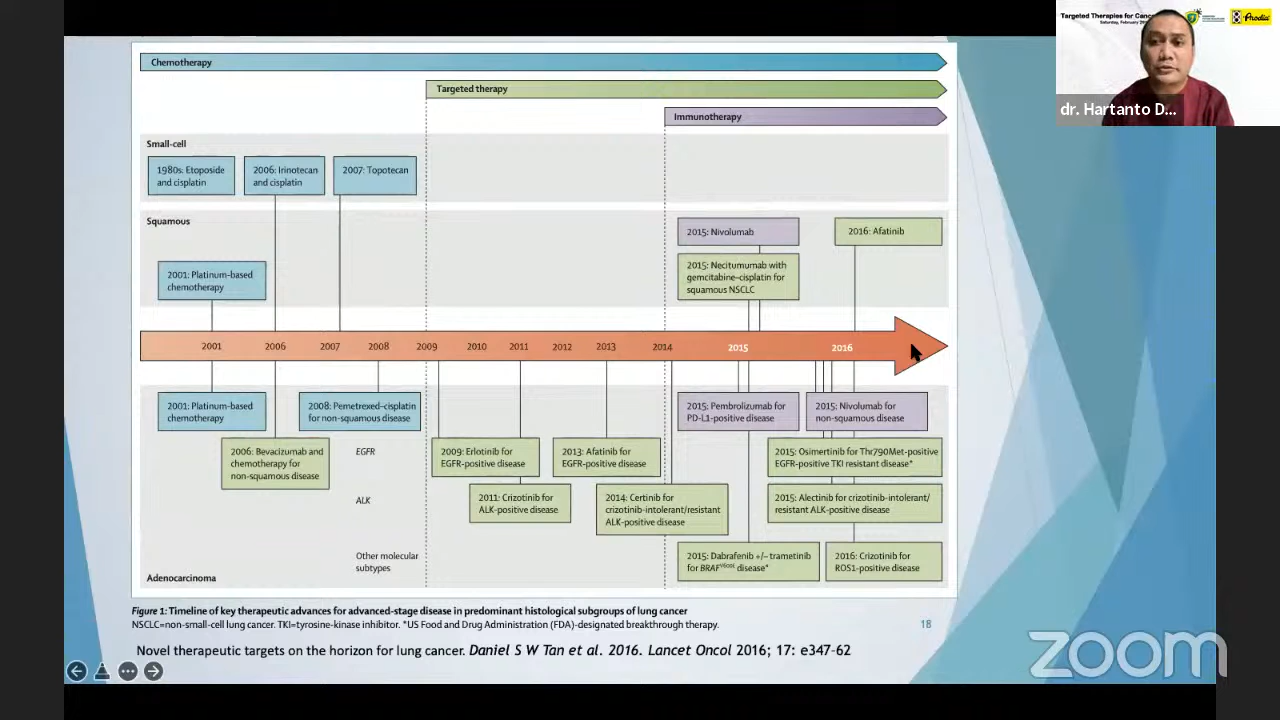 Targeted Therapies for Canc
Saturday, February
Prodia
dr. Hartanto D...
Chemotherapy
Targeted therapy
Immunotherapy
Small-cell
1980s: Etoposide
and cisplatin
2006: Irinotecan
and cisplatin
2007: Topotecan
Squamous
2015: Nivolumab
2016: Afatinib
2015: Necitumumab with
gemcitabine–cisplatin for
squamous NSCLC
2001: Platinum-based
chemotherapy
2001 2006 2007 2008 2009 2010 2011 2012 2013 2014 2015 2016
2001: Platinum-based
chemotherapy
2008: Pemetrexed–cisplatin
for non-squamous disease
2015: Pembrolizumab for
PD-L1-positive disease
2015: Nivolumab for
non-squamous disease
2006: Bevacizumab and
chemotherapy for
non-squamous disease
EGFR
2009: Erlotinib for
EGFR-positive disease
2013: Afatinib for
EGFR-positive disease
2015: Osimertinib for Thr790Met-positive
EGFR-positive TKI resistant disease*
ALK
2011: Crizotinib for
ALK-positive disease
2014: Certinib for
crizotinib-intolerant/resistant
ALK-positive disease
2015: Alectinib for crizotinib-intolerant/
resistant ALK-positive disease
Other molecular
subtypes
2015: Dabrafenib +/– trametinib
for BRAFV600E disease*
2016: Crizotinib for
ROS1-positive disease
Adenocarcinoma
Figure 1: Timeline of key therapeutic advances for advanced-stage disease in predominant histological subgroups of lung cancer
NSCLC=non-small-cell lung cancer. TKI=tyrosine-kinase inhibitor. *US Food and Drug Administration (FDA)-designated breakthrough therapy.
18
Novel therapeutic targets on the horizon for lung cancer. Daniel S W Tan et al. 2016. Lancet Oncol 2016; 17: e347-62
zoom